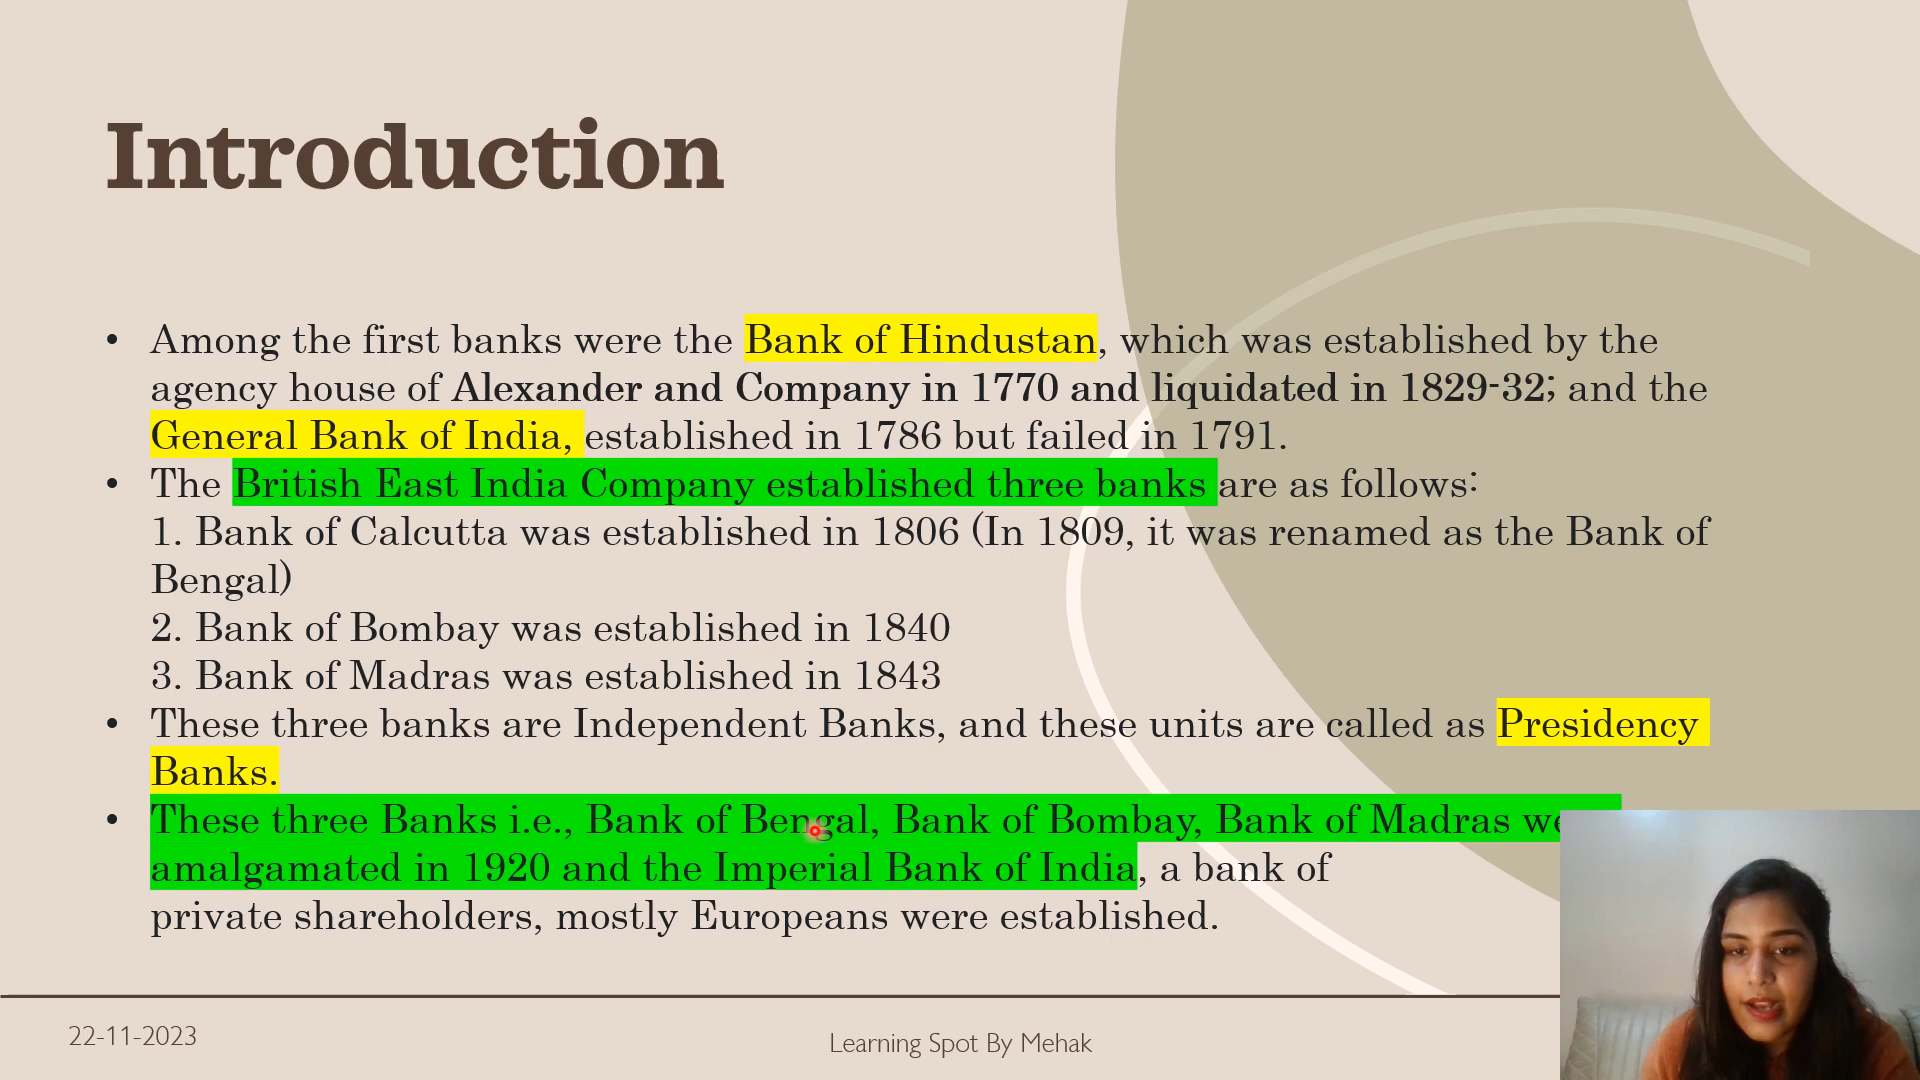 Introduction
• Among the first banks were the Bank of Hindustan, which was established by the
agency house of Alexander and Company in 1770 and liquidated in 1829-32; and the
General Bank of India, established in 1786 but failed in 1791.
• The British East India Company established three banks are as follows:
1. Bank of Calcutta was established in 1806 (In 1809, it was renamed as the Bank of
Bengal)
2. Bank of Bombay was established in 1840
3. Bank of Madras was established in 1843
• These three banks are Independent Banks, and these units are called as Presidency
Banks.
• These three Banks i.e., Bank of Bengal, Bank of Bombay, Bank of Madras
amalgamated in 1920 and the Imperial Bank of India, a bank of
private shareholders, mostly Europeans were established.
22-11-2023
Learning Spot By Mehak